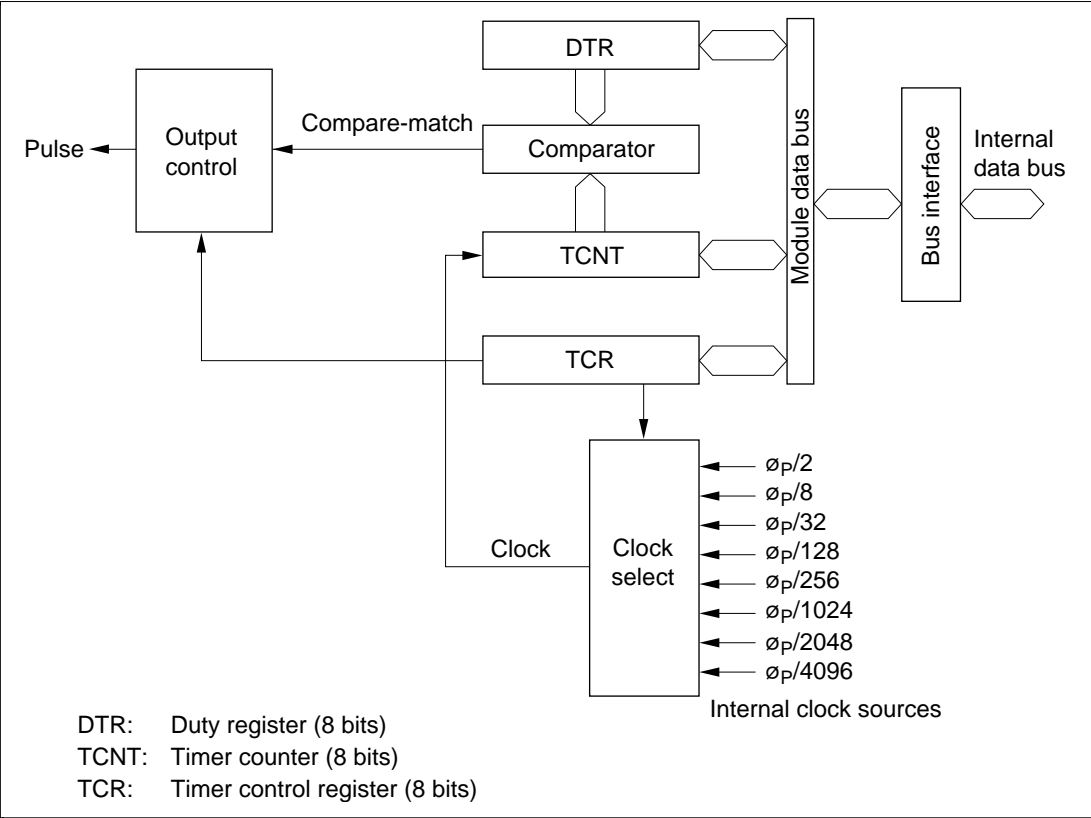 DTR
Compare-match
Pulse
Output
control
Comparator
Module data bus
Bus interface
Internal
data bus
TCNT
TCR
Clock
Clock
select
øP/2
øP/8
øP/32
øP/128
øP/256
øP/1024
øP/2048
øP/4096
Internal clock sources
DTR: Duty register (8 bits)
TCNT: Timer counter (8 bits)
TCR: Timer control register (8 bits)